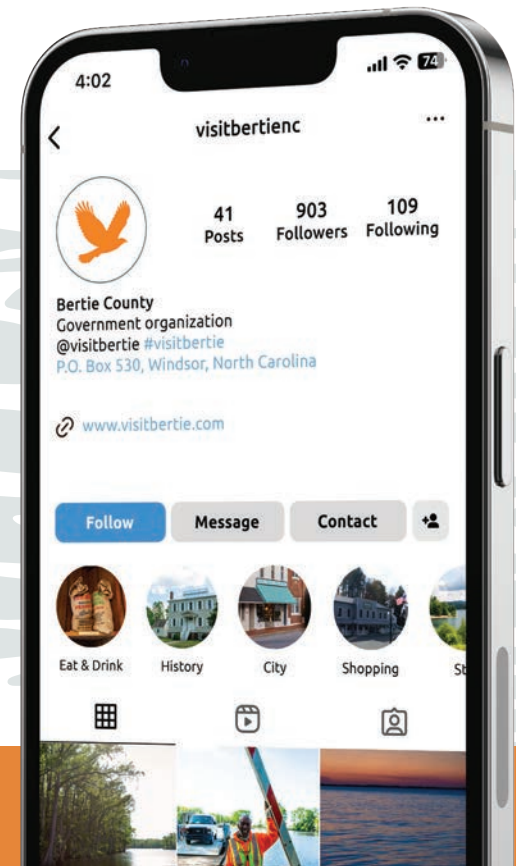 4:02
74
visitbertienc
41
903
109
Posts
Followers
Following
Bertie County
Government organization
@visitbertie #visitbertie
P.O. Box 530, Windsor, North Carolina
www.visitbertie.com
Follow
Message
Contact
Eat & Drink
History
City
Shopping